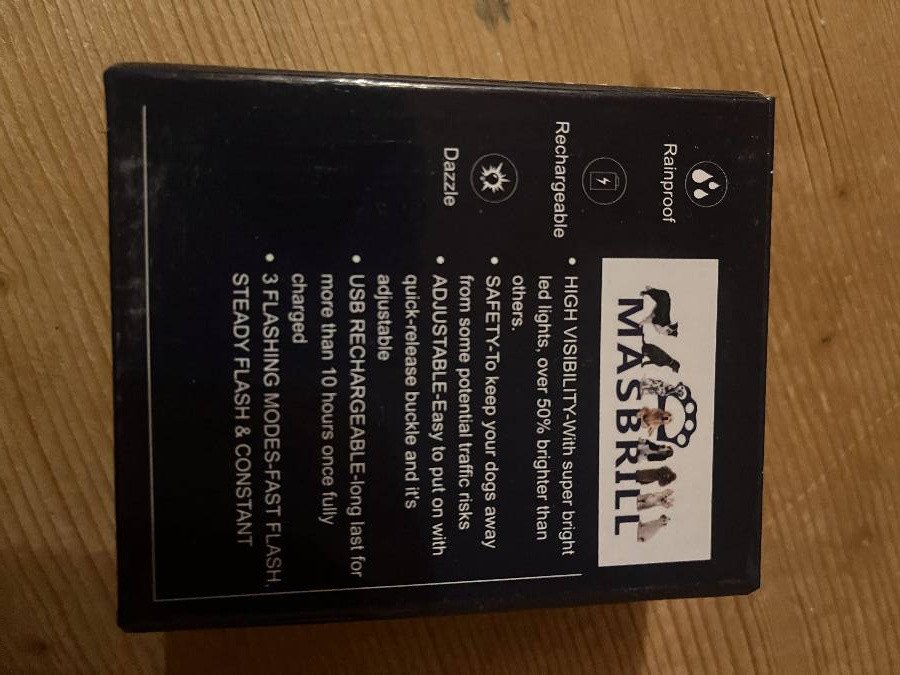 MASBRILL
Rainproof
Rechargeable
Dazzle
• HIGH VISIBILITY-With super bright
led lights, over 50% brighter than
others.
• SAFETY-To keep your dogs away
from some potential traffic risks
• ADJUSTABLE-Easy to put on with
quick-release buckle and it's
adjustable
• USB RECHARGEABLE-long last for
more than 10 hours once fully
charged
• 3 FLASHING MODES-FAST FLASH,
STEADY FLASH & CONSTANT